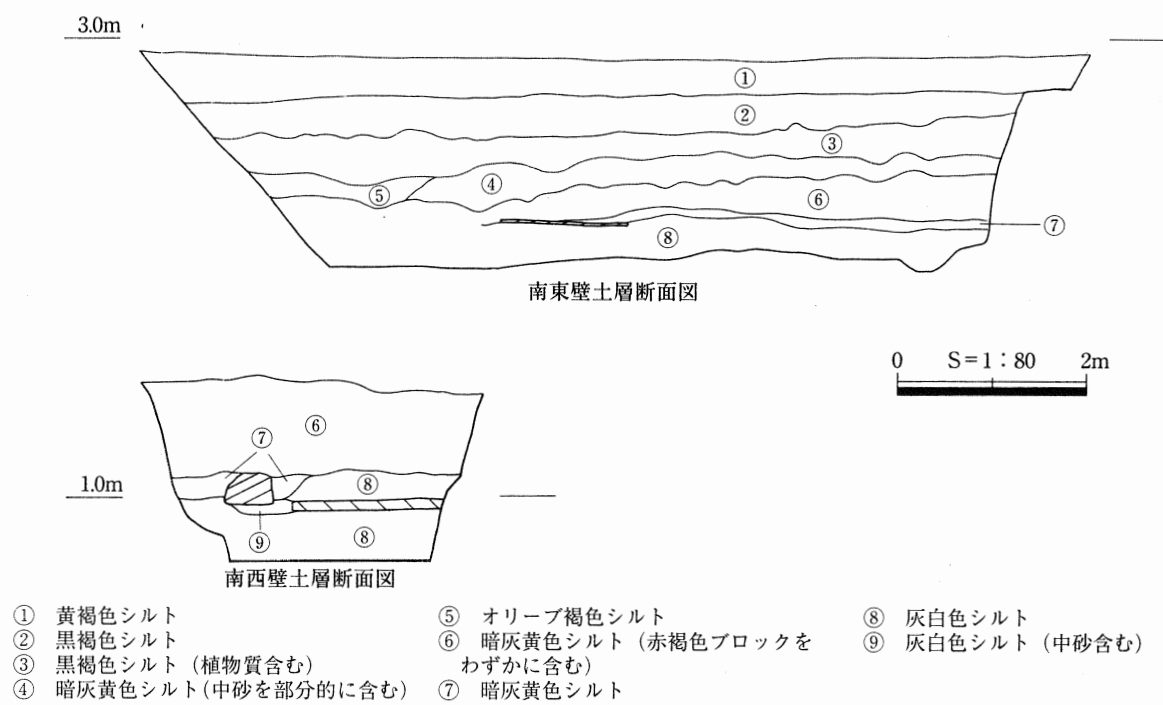 3.0m
①
②
③
④
⑤
⑥
⑦
⑧
南東壁土層断面図
0 S=1：80 2m
⑥
⑦
1.0m
⑧
⑨
⑧
南西壁土層断面図
① 黄褐色シルト
② 黒褐色シルト
③ 黒褐色シルト（植物質含む）
④ 暗灰黄色シルト（中砂を部分的に含む）
⑤ オリーブ褐色シルト
⑥ 暗灰黄色シルト（赤褐色ブロックを
わずかに含む）
⑦ 暗灰黄色シルト
⑧ 灰白色シルト
⑨ 灰白色シルト（中砂含む）